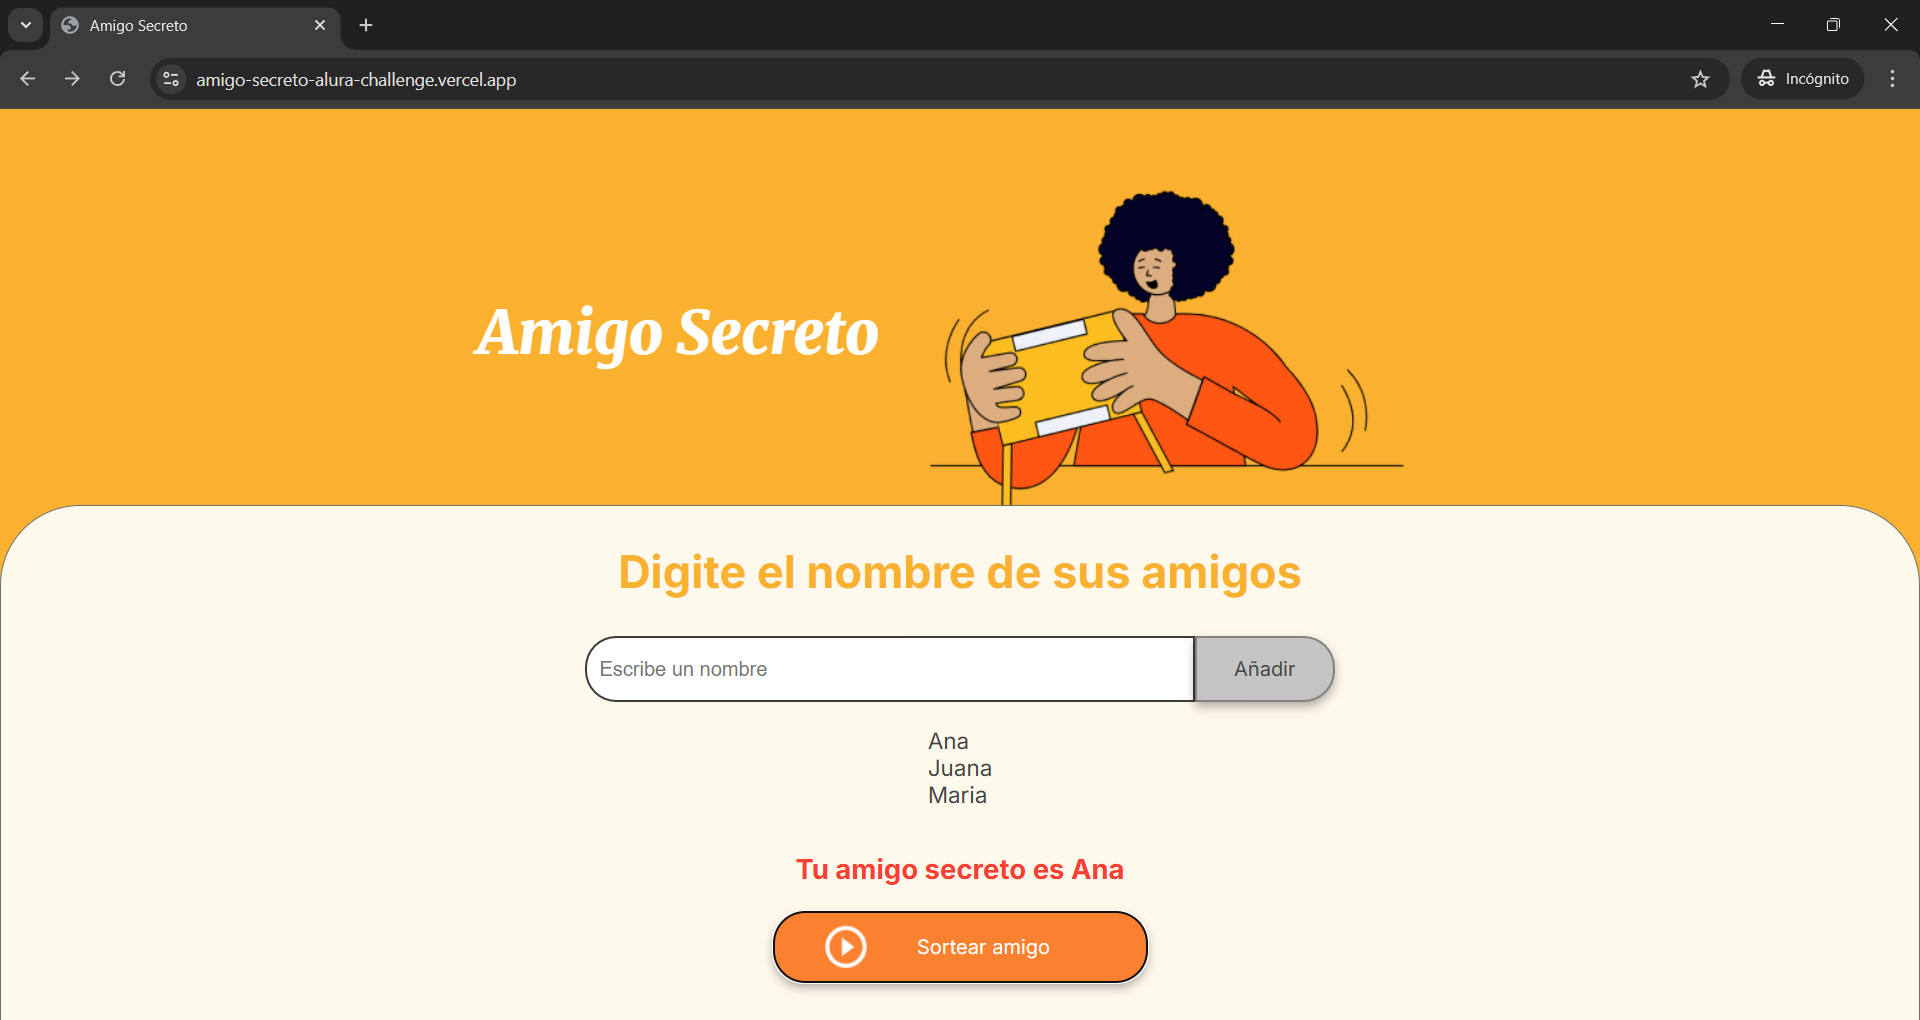 Amigo Secreto
amigo-secreto-alura-challenge.vercel.app
Incógnito
Amigo Secreto
Digite el nombre de sus amigos
Escribe un nombre
Añadir
Ana
Juana
Maria
Tu amigo secreto es Ana
Sortear amigo